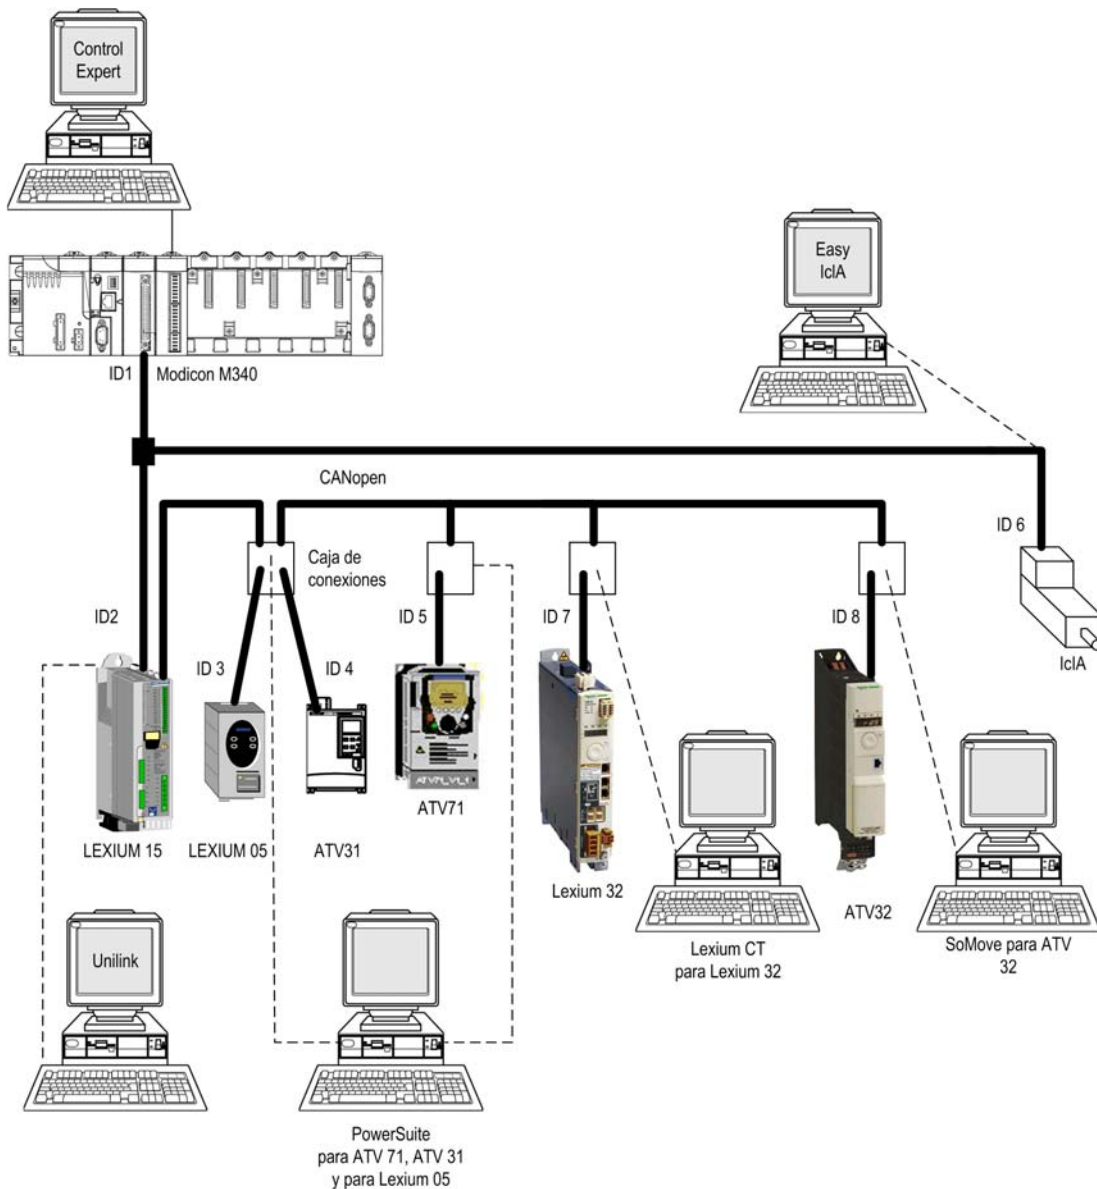 Control
Expert
Easy
IclA
ID1
Modicon M340
CANopen
ID 6
Caja de
conexiones
ID2
ID 3
ID 4
ID 5
ID 7
ID 8
IclA
ATV71_V1_1
LEXIUM 15
LEXIUM 05
ATV31
ATV71
Lexium 32
ATV32
Lexium CT
para Lexium 32
SoMove para ATV
32
Unilink
PowerSuite
para ATV 71, ATV 31
y para Lexium 05